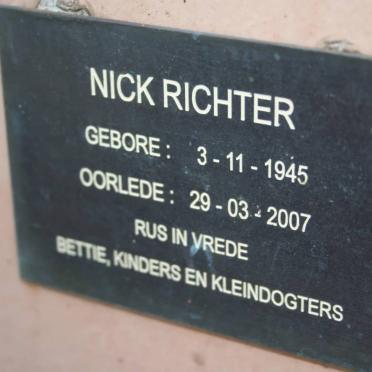 NICK RICHTER
GEBORE : 3 - 11 - 1945
OORLEDE : 29 - 03 - 2007
RUS IN VREDE
BETTIE, KINDERS EN KLEINDOGTERS